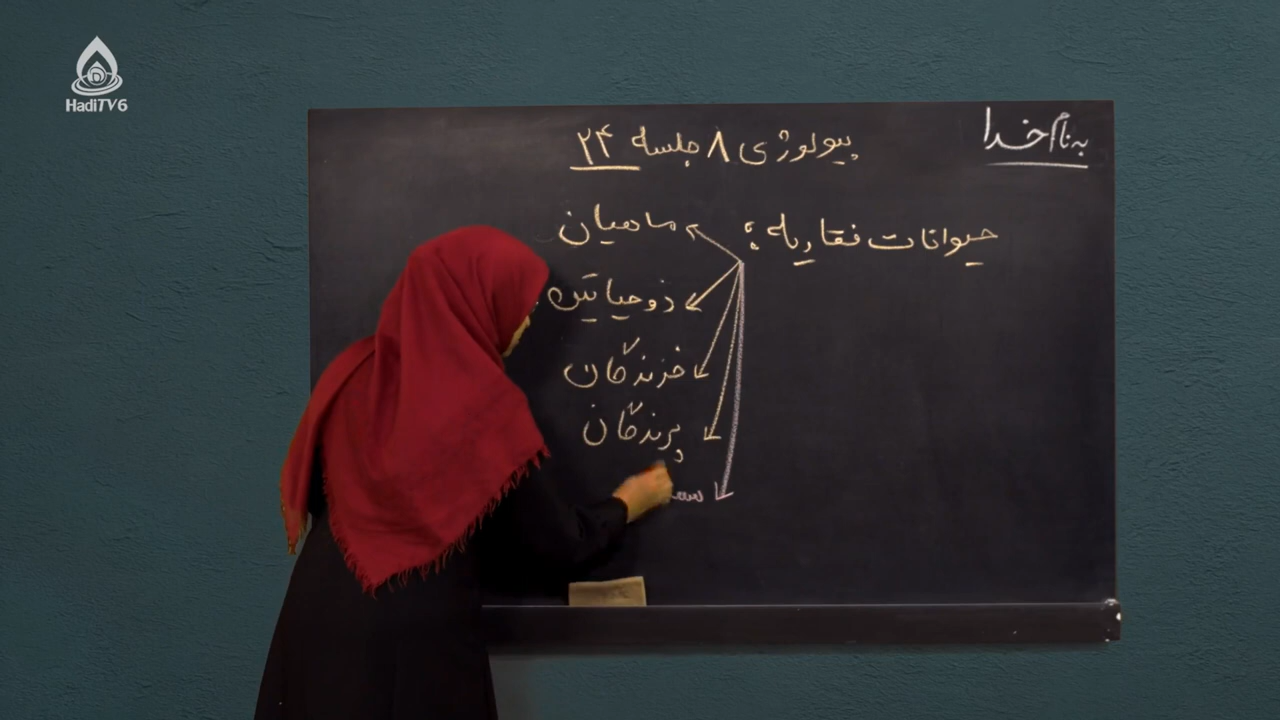 HadiTV6
به نام خدا
بیولوژی ۸ جلسه ۲۴
حیوانات فقاریه:
ماهیان
ذوحیاتین
خزندگان
پرندگان